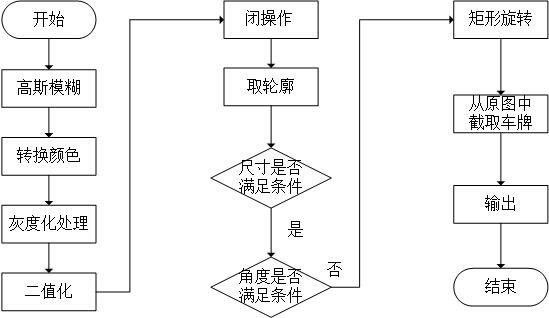 开始
高斯模糊
转换颜色
灰度化处理
二值化
闭操作
取轮廓
尺寸是否
满足条件
是
角度是否
满足条件
否
矩形旋转
从原图中
截取车牌
输出
结束